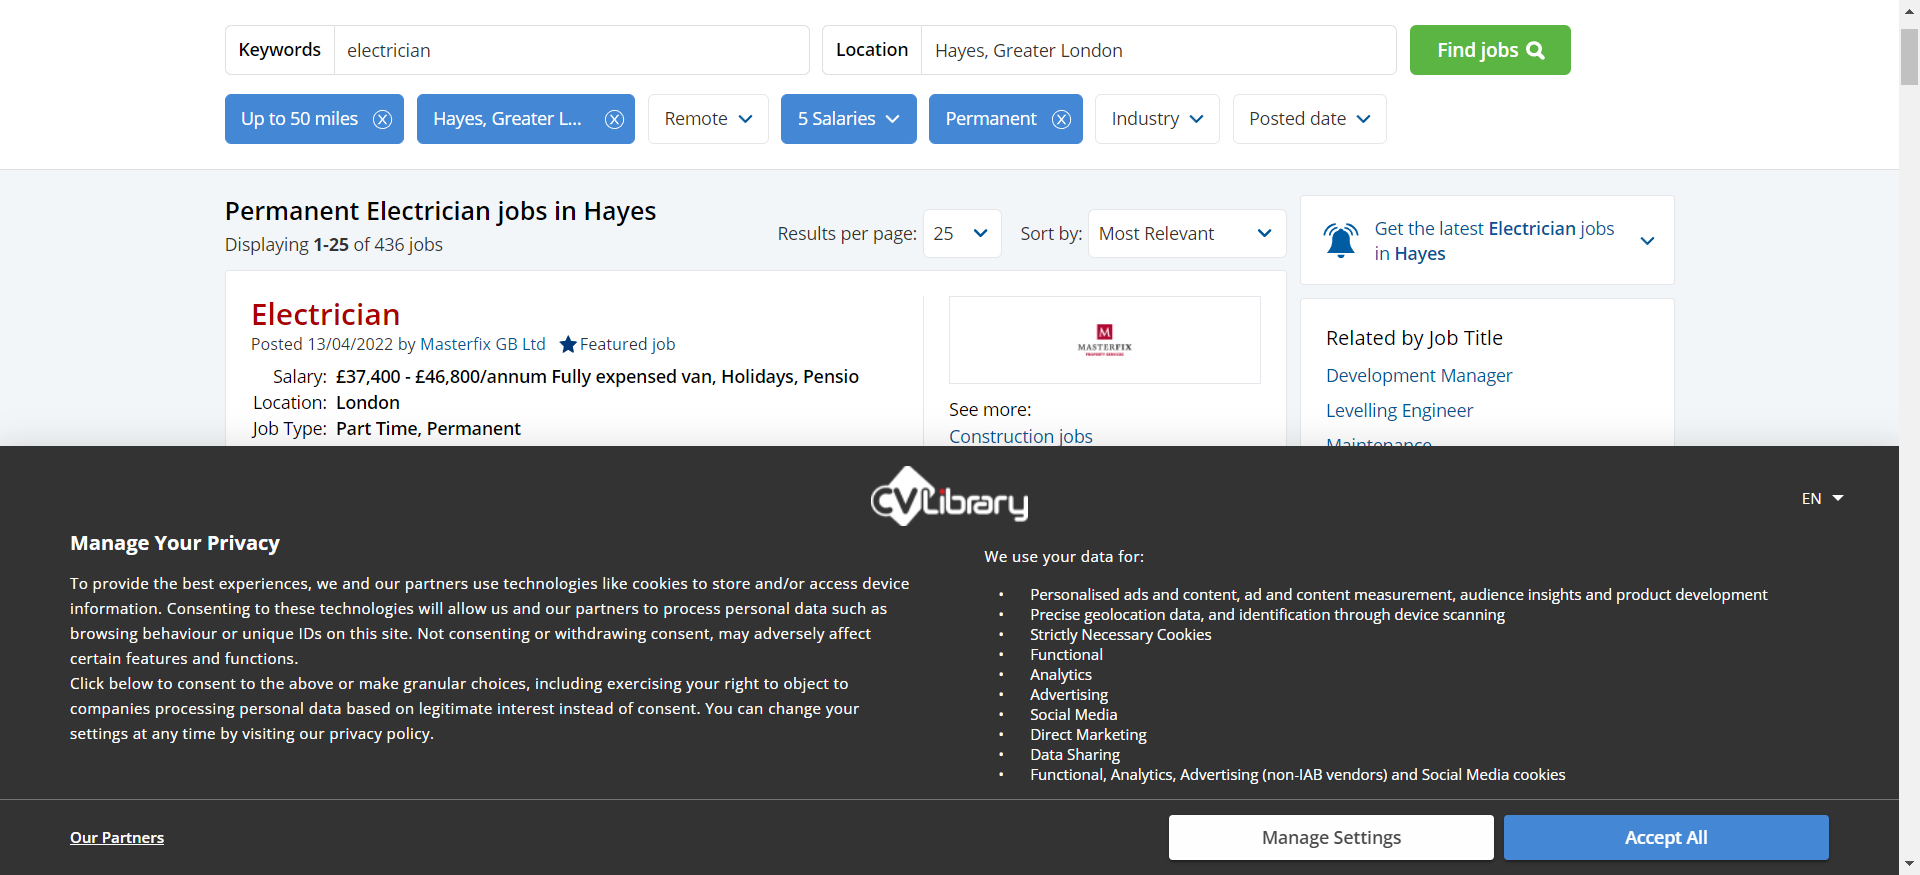 Keywords electrician Location Hayes, Greater London Find jobs
Up to 50 miles Hayes, Greater L... Remote 5 Salaries Permanent Industry Posted date
Permanent Electrician jobs in Hayes
Displaying 1-25 of 436 jobs
Results per page: 25 Sort by: Most Relevant
Electrician
Posted 13/04/2022 by Masterfix GB Ltd Featured job
Salary: £37,400 - £46,800/annum Fully expensed van, Holidays, Pensio
Location: London
Job Type: Part Time, Permanent
M
MASTERFIX
PROPERTY SERVICES
See more:
Construction jobs
Get the latest Electrician jobs
in Hayes
Related by Job Title
Development Manager
Levelling Engineer
Maintenance
CV Library
EN
Manage Your Privacy
To provide the best experiences, we and our partners use technologies like cookies to store and/or access device
information. Consenting to these technologies will allow us and our partners to process personal data such as
browsing behaviour or unique IDs on this site. Not consenting or withdrawing consent, may adversely affect
certain features and functions.
Click below to consent to the above or make granular choices, including exercising your right to object to
companies processing personal data based on legitimate interest instead of consent. You can change your
settings at any time by visiting our privacy policy.
We use your data for:
• Personalised ads and content, ad and content measurement, audience insights and product development
• Precise geolocation data, and identification through device scanning
• Strictly Necessary Cookies
• Functional
• Analytics
• Advertising
• Social Media
• Direct Marketing
• Data Sharing
• Functional, Analytics, Advertising (non-IAB vendors) and Social Media cookies
Our Partners
Manage Settings
Accept All